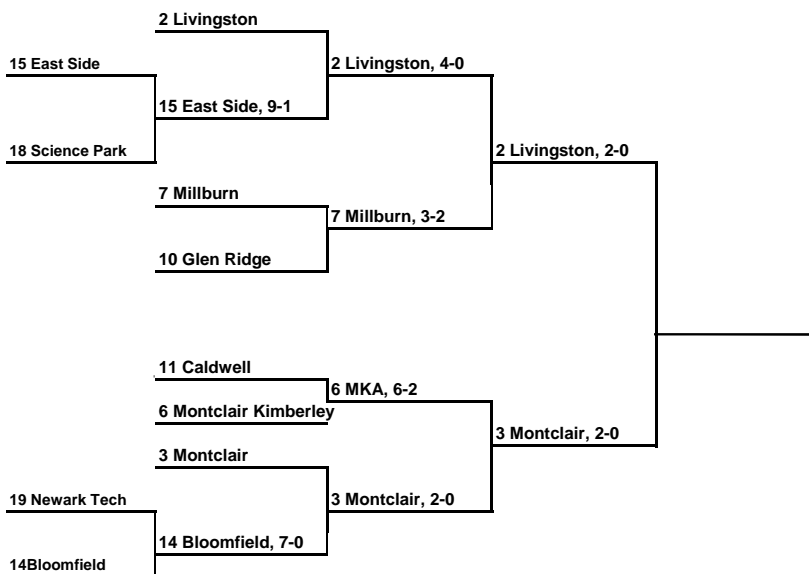 2 Livingston
15 East Side
2 Livingston, 4-0
15 East Side, 9-1
18 Science Park
2 Livingston, 2-0
7 Millburn
7 Millburn, 3-2
10 Glen Ridge
11 Caldwell
6 MKA, 6-2
6 Montclair Kimberley
3 Montclair, 2-0
3 Montclair
19 Newark Tech
3 Montclair, 2-0
14 Bloomfield, 7-0
14Bloomfield